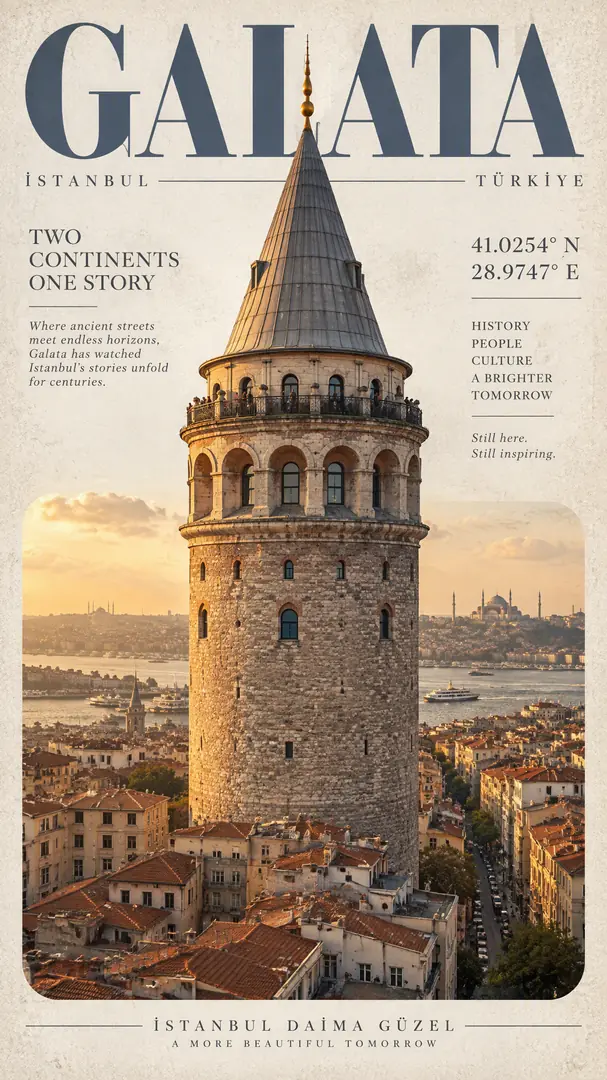 GALATA
İSTANBUL
TÜRKİYE
TWO
CONTINENTS
ONE STORY
Where ancient streets
meet endless horizons,
Galata has watched
Istanbul's stories unfold
for centuries.
41.0254° N
28.9747° E
HISTORY
PEOPLE
CULTURE
A BRIGHTER
TOMORROW
Still here.
Still inspiring.
İSTANBUL DAİMA GÜZEL
A MORE BEAUTIFUL TOMORROW